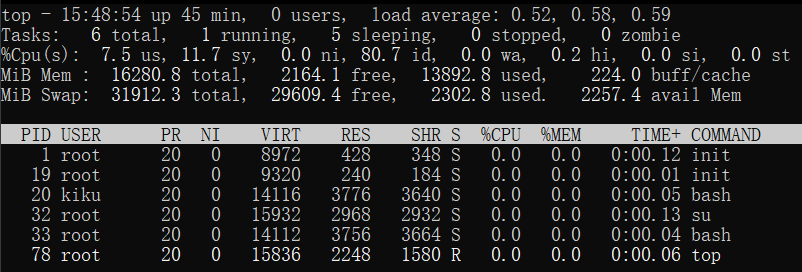 top - 15:48:54 up 45 min,  0 users,  load average: 0.52, 0.58, 0.59
Tasks:   6 total,   1 running,   5 sleeping,   0 stopped,   0 zombie
%Cpu(s):  7.5 us, 11.7 sy,  0.0 ni, 80.7 id,  0.0 wa,  0.2 hi,  0.0 si,  0.0 st
MiB Mem :  16280.8 total,   2164.1 free,  13892.8 used,    224.0 buff/cache
MiB Swap:  31912.3 total,  29609.4 free,   2302.8 used.   2257.4 avail Mem
PID USER      PR  NI    VIRT    RES    SHR S  %CPU  %MEM     TIME+ COMMAND
1 root      20   0    8972    428    348 S   0.0   0.0   0:00.12 init
19 root      20   0    9320    240    184 S   0.0   0.0   0:00.01 init
20 kiku      20   0   14116   3776   3640 S   0.0   0.0   0:00.05 bash
32 root      20   0   15932   2968   2932 S   0.0   0.0   0:00.13 su
33 root      20   0   14112   3756   3664 S   0.0   0.0   0:00.04 bash
78 root      20   0   15836   2248   1580 R   0.0   0.0   0:00.06 top